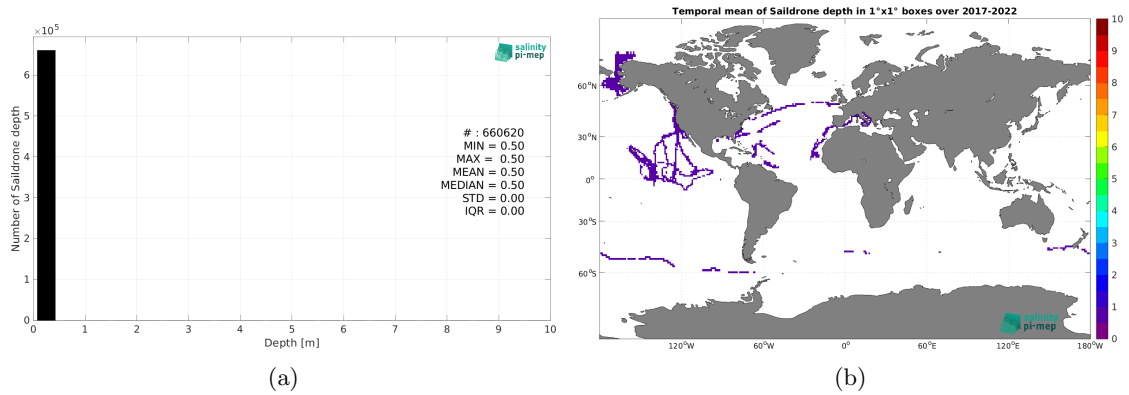 ×10⁵
6
5
4
3
2
1
0
Number of Saildrone depth
0 1 2 3 4 5 6 7 8 9 10
Depth [m]
salinity
pi-mep
# : 660620
MIN = 0.50
MAX = 0.50
MEAN = 0.50
MEDIAN = 0.50
STD = 0.00
IQR = 0.00
(a)
Temporal mean of Saildrone depth in 1°x1° boxes over 2017-2022
60°N
30°N
0°
30°S
60°S
120°W 60°W 0° 60°E 120°E 180°W
salinity
pi-mep
10
9
8
7
6
5
4
3
2
1
0
(b)